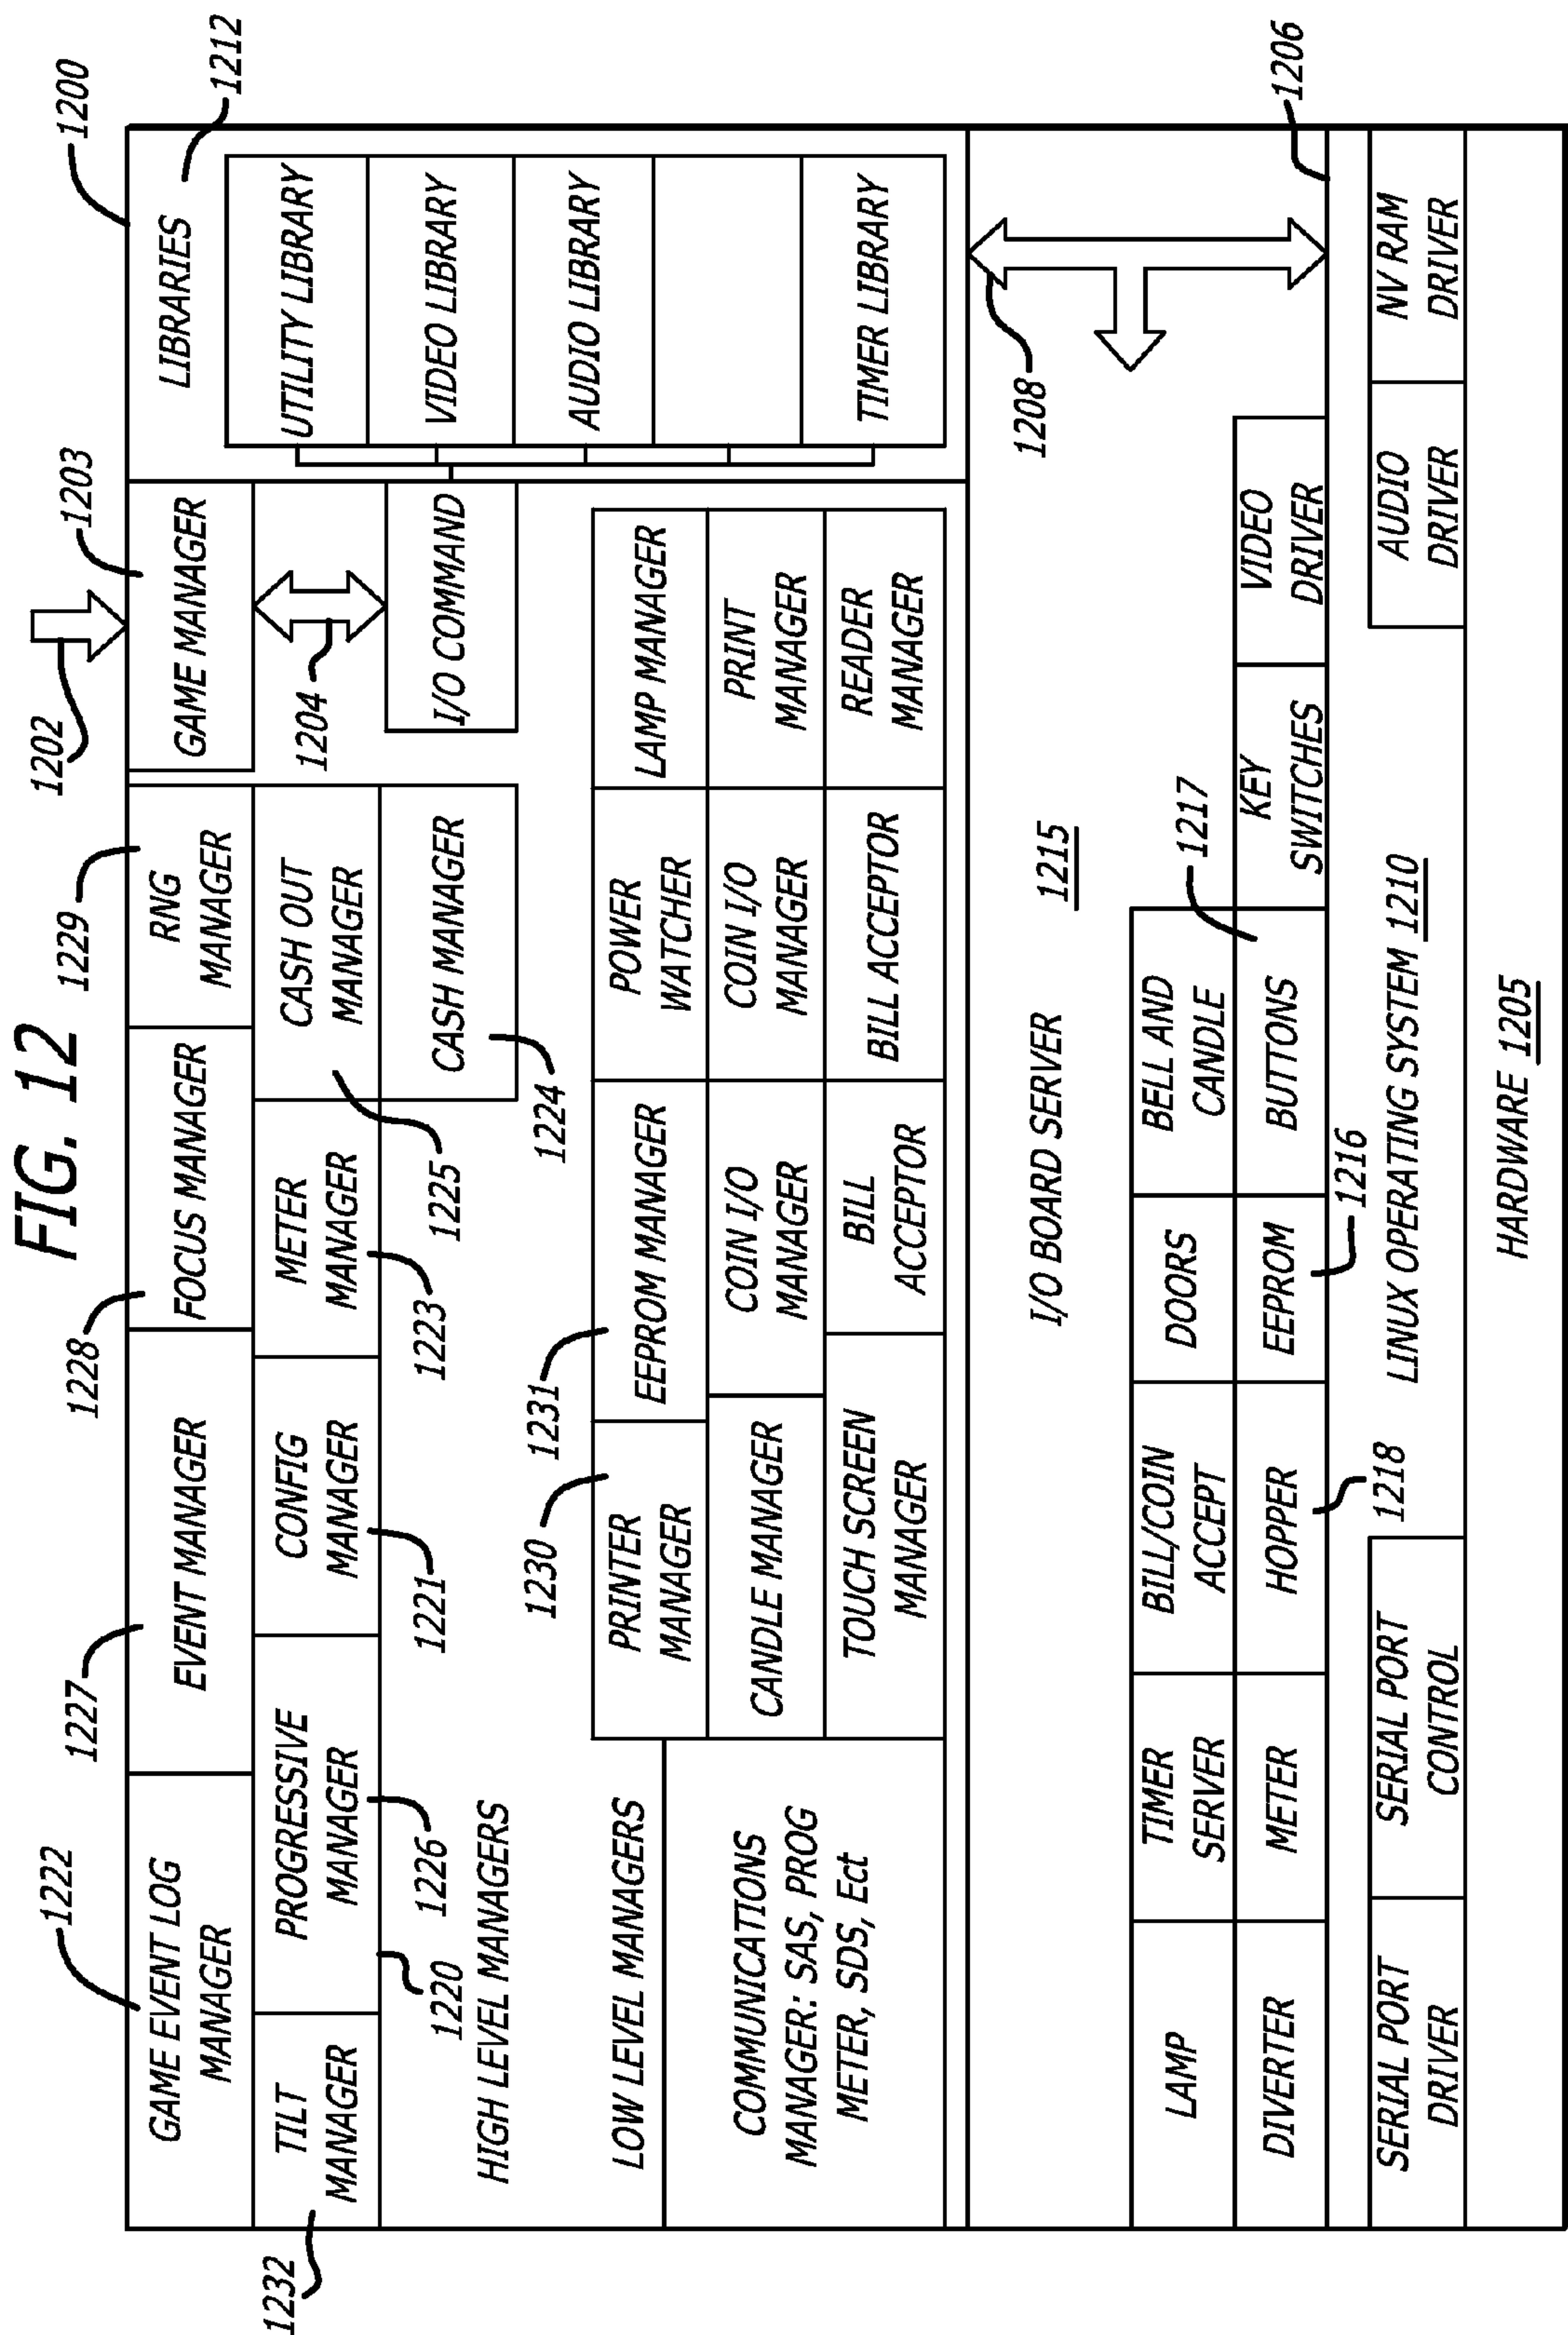 FIG. 12
1222
1227
1228
1229
1202
1203
1200
1212
GAME EVENT LOG
MANAGER
EVENT MANAGER
FOCUS MANAGER
RNG
MANAGER
GAME MANAGER
LIBRARIES
1232
TILT
MANAGER
PROGRESSIVE
MANAGER
CONFIG
MANAGER
METER
MANAGER
CASH OUT
MANAGER
1204
UTILITY LIBRARY
1220
1226
1221
1223
1225
CASH MANAGER
I/O COMMAND
VIDEO LIBRARY
HIGH LEVEL MANAGERS
1230
1231
1224
AUDIO LIBRARY
LOW LEVEL MANAGERS
PRINTER
MANAGER
EEPROM MANAGER
POWER
WATCHER
LAMP MANAGER
COMMUNICATIONS
MANAGER: SAS, PROG
METER, SDS, Ect
CANDLE MANAGER
COIN I/O
MANAGER
COIN I/O
MANAGER
PRINT
MANAGER
TOUCH SCREEN
MANAGER
BILL
ACCEPTOR
BILL ACCEPTOR
READER
MANAGER
TIMER LIBRARY
I/O BOARD SERVER
1215
1208
LAMP
TIMER
SERVER
BILL/COIN
ACCEPT
DOORS
BELL AND
CANDLE
1217
DIVERTER
METER
HOPPER
EEPROM
BUTTONS
KEY
SWITCHES
VIDEO
DRIVER
1206
1218
1216
SERIAL PORT
DRIVER
SERIAL PORT
CONTROL
LINUX OPERATING SYSTEM 1210
AUDIO
DRIVER
NV RAM
DRIVER
HARDWARE 1205